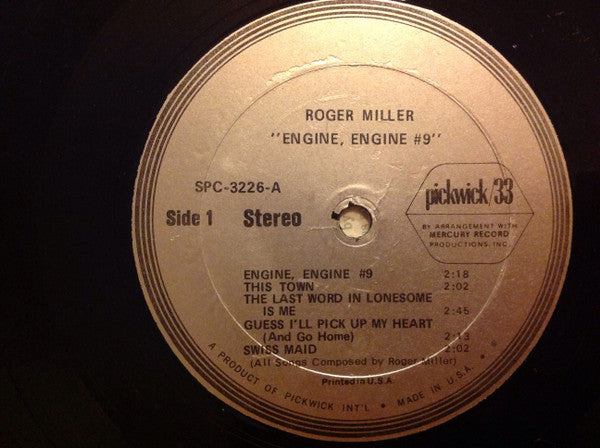 ROGER MILLER
"ENGINE, ENGINE #9"
SPC-3226-A
Side 1 Stereo
pickwick/33
BY ARRANGEMENT WITH
MERCURY RECORD
PRODUCTIONS, INC.
ENGINE, ENGINE #9 2:18
THIS TOWN 2:02
THE LAST WORD IN LONESOME
IS ME 2:45
GUESS I'LL PICK UP MY HEART
(And Go Home) 2:13
SWISS MAID 2:02
(All Songs Composed by Roger Miller)
Printed in U.S.A.
A PRODUCT OF PICKWICK INT'L • MADE IN U.S.A. •